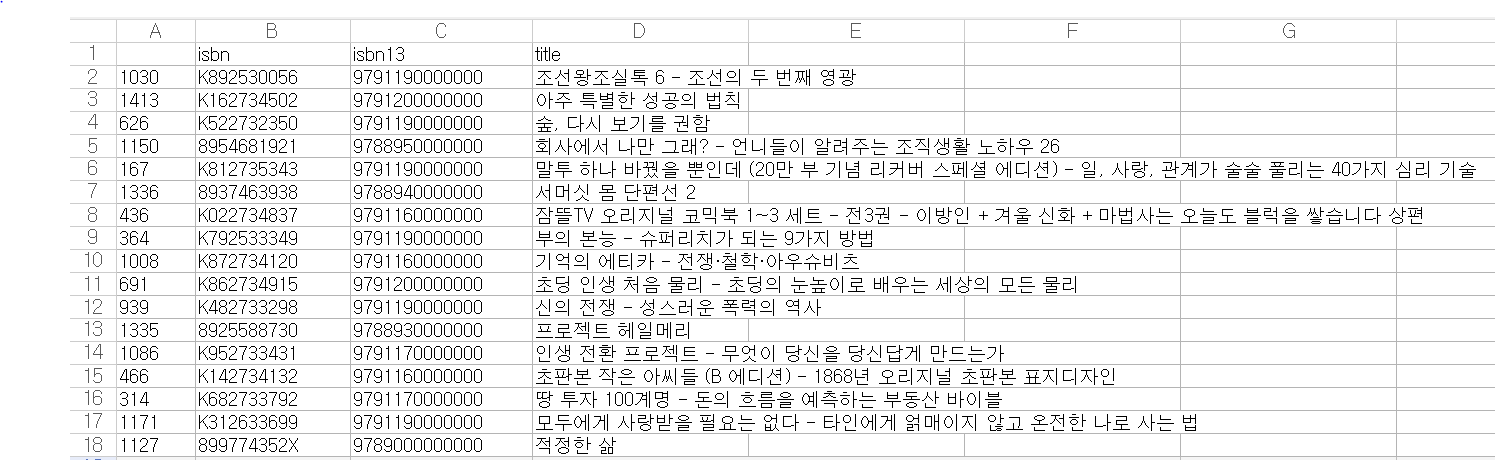 A B C D E F G
1 isbn isbn13 title
2 1030 K892530056 9791190000000 조선왕조실톡 6 - 조선의 두 번째 영광
3 1413 K162734502 9791200000000 아주 특별한 성공의 법칙
4 626 K522732350 9791190000000 숲, 다시 보기를 권함
5 1150 8954681921 9788950000000 회사에서 나만 그래? - 언니들이 알려주는 조직생활 노하우 26
6 167 K812735343 9791190000000 말투 하나 바꿨을 뿐인데 (20만 부 기념 리커버 스페셜 에디션) - 일, 사랑, 관계가 술술 풀리는 40가지 심리 기술
7 1336 8937463938 9788940000000 서머싯 몸 단편선 2
8 436 K022734837 9791160000000 잠뜰TV 오리지널 코믹북 1~3 세트 - 전3권 - 이방인 + 겨울 신화 + 마법사는 오늘도 블럭을 쌓습니다 상편
9 364 K792533349 9791190000000 부의 본능 - 슈퍼리치가 되는 9가지 방법
10 1008 K872734120 9791160000000 기억의 에티카 - 전쟁·철학·아우슈비츠
11 691 K862734915 9791200000000 초딩 인생 처음 물리 - 초딩의 눈높이로 배우는 세상의 모든 물리
12 939 K482733298 9791190000000 신의 전쟁 - 성스러운 폭력의 역사
13 1335 8925588730 9788930000000 프로젝트 헤일메리
14 1086 K952733431 9791170000000 인생 전환 프로젝트 - 무엇이 당신을 당신답게 만드는가
15 466 K142734132 9791160000000 초판본 작은 아씨들 (B 에디션) - 1868년 오리지널 초판본 표지디자인
16 314 K682733792 9791170000000 땅 투자 100계명 - 돈의 흐름을 예측하는 부동산 바이블
17 1171 K312633699 9791190000000 모두에게 사랑받을 필요는 없다 - 타인에게 얽매이지 않고 온전한 나로 사는 법
18 1127 899774352X 9789000000000 적정한 삶